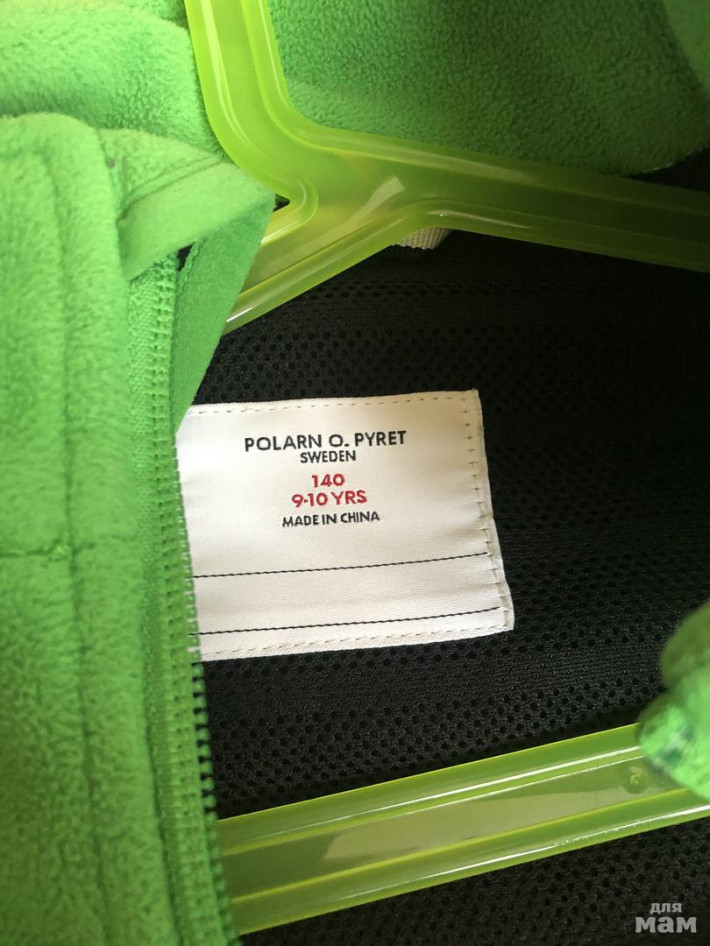 POLARN O. PYRET
SWEDEN
140
9-10 YRS
MADE IN CHINA
для
мам